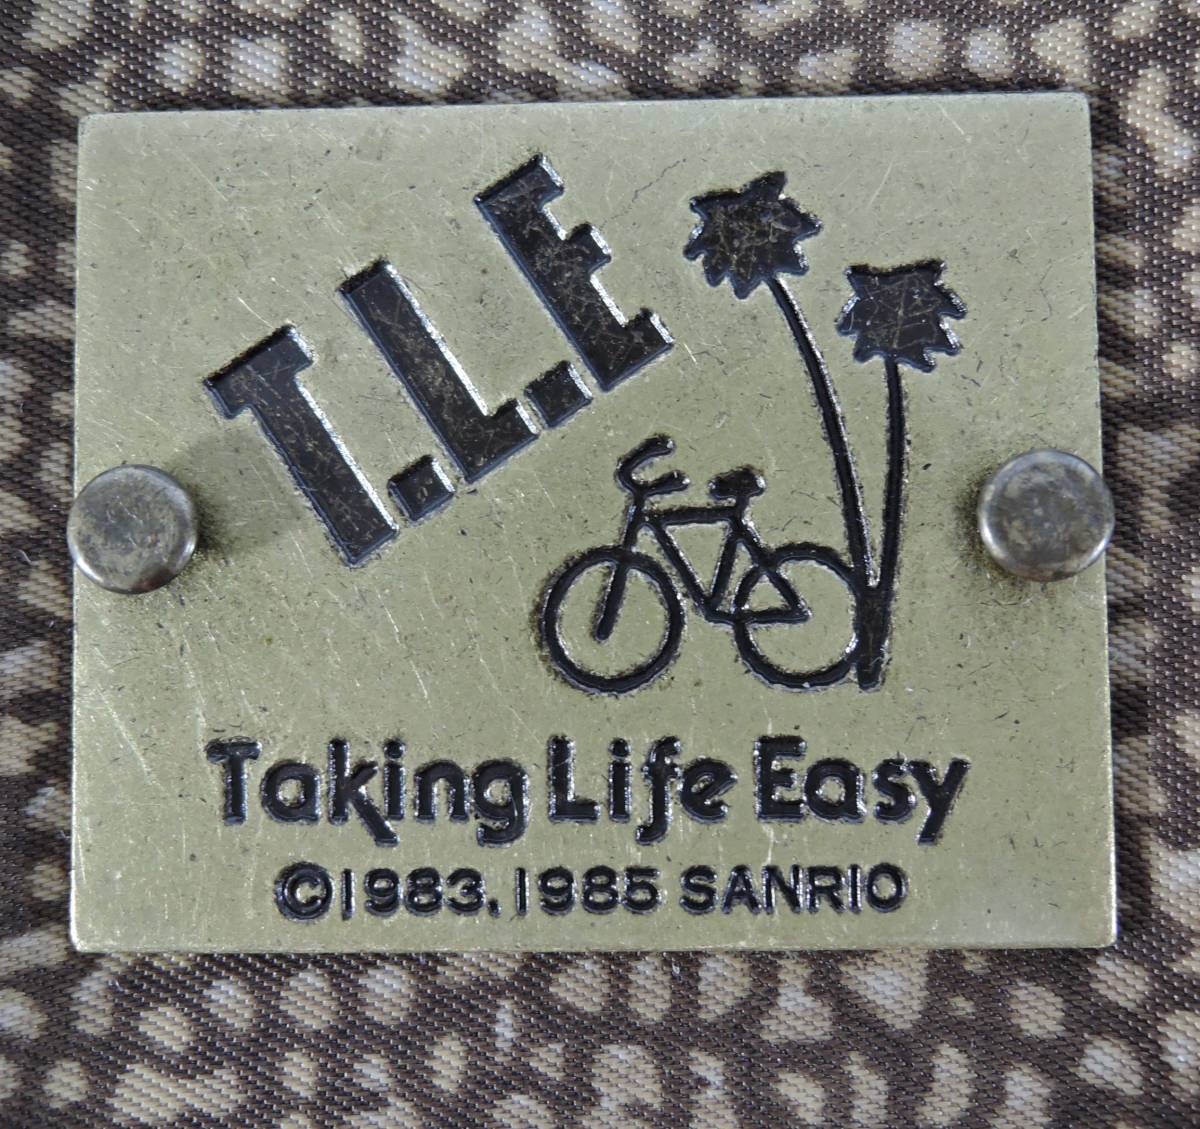 T.L.E
Taking Life Easy
©1983,1985 SANRIO